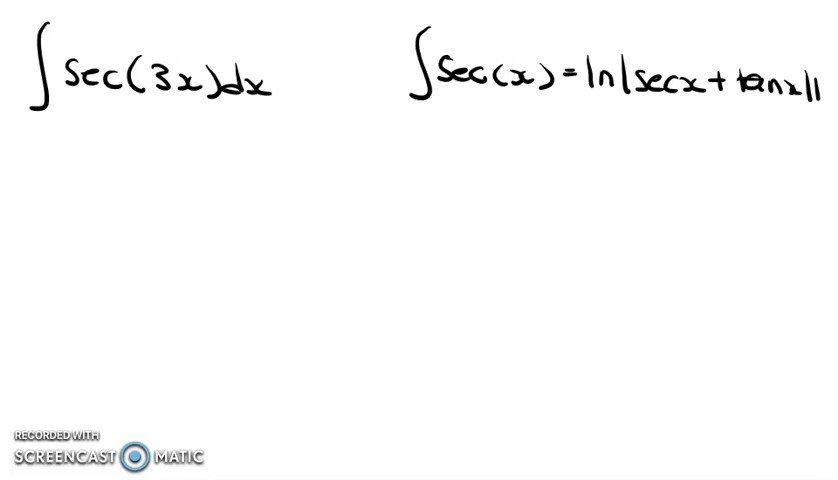 ∫ sec(3x)dx
∫ sec(x) = ln|secx + tanx||
RECORDED WITH
SCREENCAST MATIC